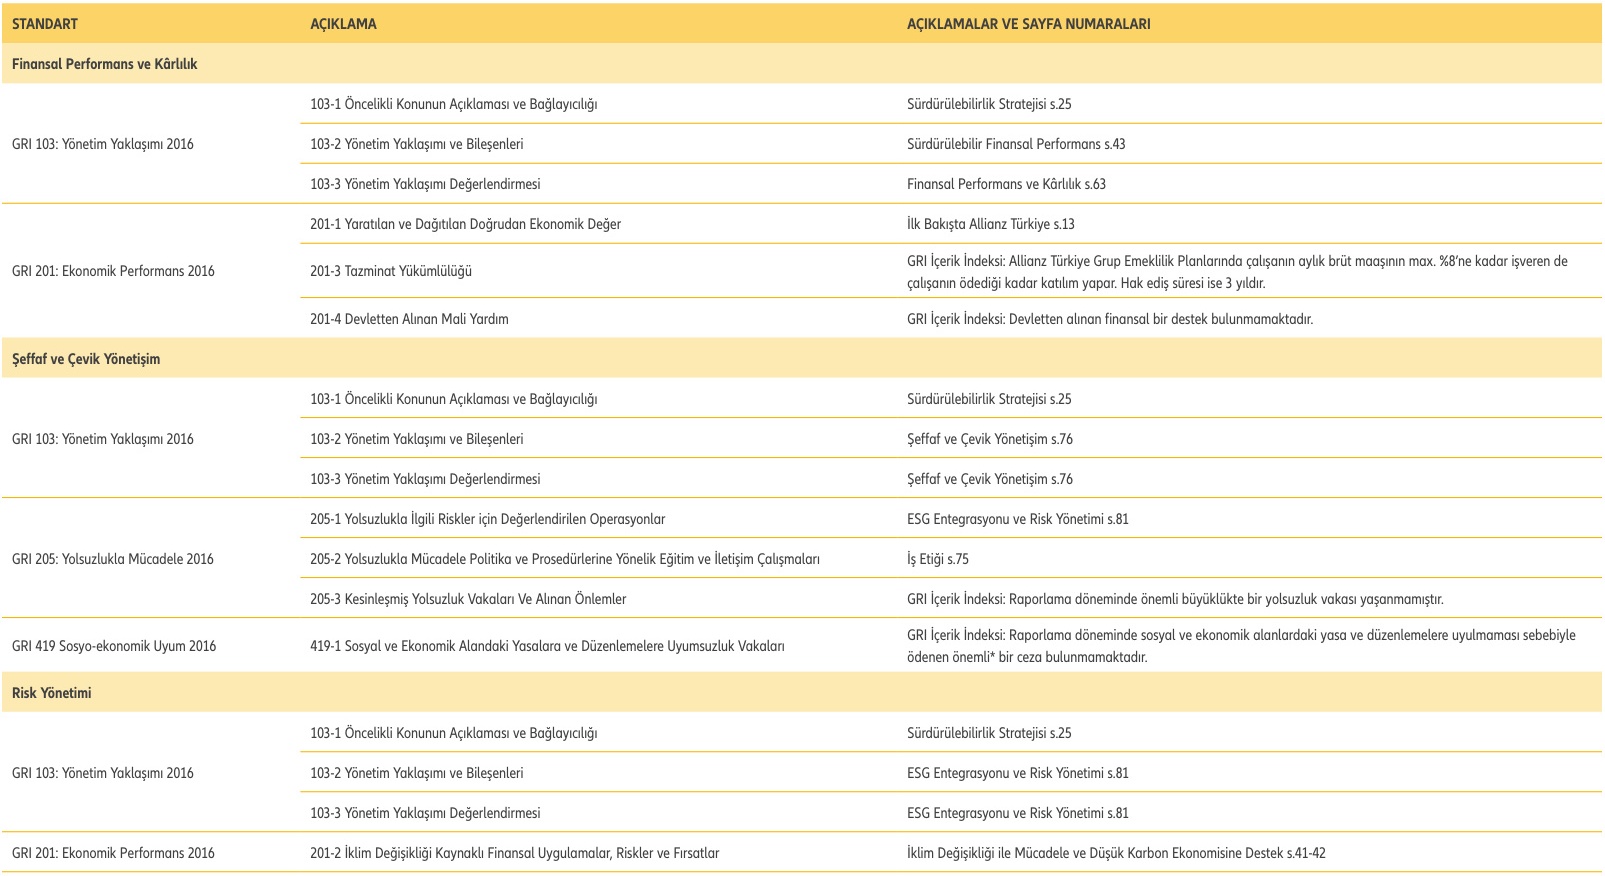 STANDART AÇIKLAMA AÇIKLAMALAR VE SAYFA NUMARALARI
Finansal Performans ve Kârlılık
103-1 Öncelikli Konunun Açıklaması ve Bağlayıcılığı Sürdürülebilirlik Stratejisi s.25
GRI 103: Yönetim Yaklaşımı 2016 103-2 Yönetim Yaklaşımı ve Bileşenleri Sürdürülebilir Finansal Performans s.43
103-3 Yönetim Yaklaşımı Değerlendirmesi Finansal Performans ve Kârlılık s.63
201-1 Yaratılan ve Dağıtılan Doğrudan Ekonomik Değer İlk Bakışta Allianz Türkiye s.13
GRI 201: Ekonomik Performans 2016 201-3 Tazminat Yükümlülüğü GRI İçerik İndeksi: Allianz Türkiye Grup Emeklilik Planlarında çalışanın aylık brüt maaşının max. %8’ne kadar işveren de
çalışanın ödediği kadar katılım yapar. Hak ediş süresi ise 3 yıldır.
201-4 Devletten Alınan Mali Yardım GRI İçerik İndeksi: Devletten alınan finansal bir destek bulunmamaktadır.
Şeffaf ve Çevik Yönetişim
103-1 Öncelikli Konunun Açıklaması ve Bağlayıcılığı Sürdürülebilirlik Stratejisi s.25
GRI 103: Yönetim Yaklaşımı 2016 103-2 Yönetim Yaklaşımı ve Bileşenleri Şeffaf ve Çevik Yönetişim s.76
103-3 Yönetim Yaklaşımı Değerlendirmesi Şeffaf ve Çevik Yönetişim s.76
205-1 Yolsuzlukla İlgili Riskler için Değerlendirilen Operasyonlar ESG Entegrasyonu ve Risk Yönetimi s.81
GRI 205: Yolsuzlukla Mücadele 2016 205-2 Yolsuzlukla Mücadele Politika ve Prosedürlerine Yönelik Eğitim ve İletişim Çalışmaları İş Etiği s.75
205-3 Kesinleşmiş Yolsuzluk Vakaları Ve Alınan Önlemler GRI İçerik İndeksi: Raporlama döneminde önemli büyüklükte bir yolsuzluk vakası yaşanmamıştır.
GRI 419 Sosyo-ekonomik Uyum 2016 419-1 Sosyal ve Ekonomik Alandaki Yasalara ve Düzenlemelere Uyumsuzluk Vakaları GRI İçerik İndeksi: Raporlama döneminde sosyal ve ekonomik alanlardaki yasa ve düzenlemelere uyulmaması sebebiyle
ödenen önemli* bir ceza bulunmamaktadır.
Risk Yönetimi
103-1 Öncelikli Konunun Açıklaması ve Bağlayıcılığı Sürdürülebilirlik Stratejisi s.25
GRI 103: Yönetim Yaklaşımı 2016 103-2 Yönetim Yaklaşımı ve Bileşenleri ESG Entegrasyonu ve Risk Yönetimi s.81
103-3 Yönetim Yaklaşımı Değerlendirmesi ESG Entegrasyonu ve Risk Yönetimi s.81
GRI 201: Ekonomik Performans 2016 201-2 İklim Değişikliği Kaynaklı Finansal Uygulamalar, Riskler ve Fırsatlar İklim Değişikliği ile Mücadele ve Düşük Karbon Ekonomisine Destek s.41-42